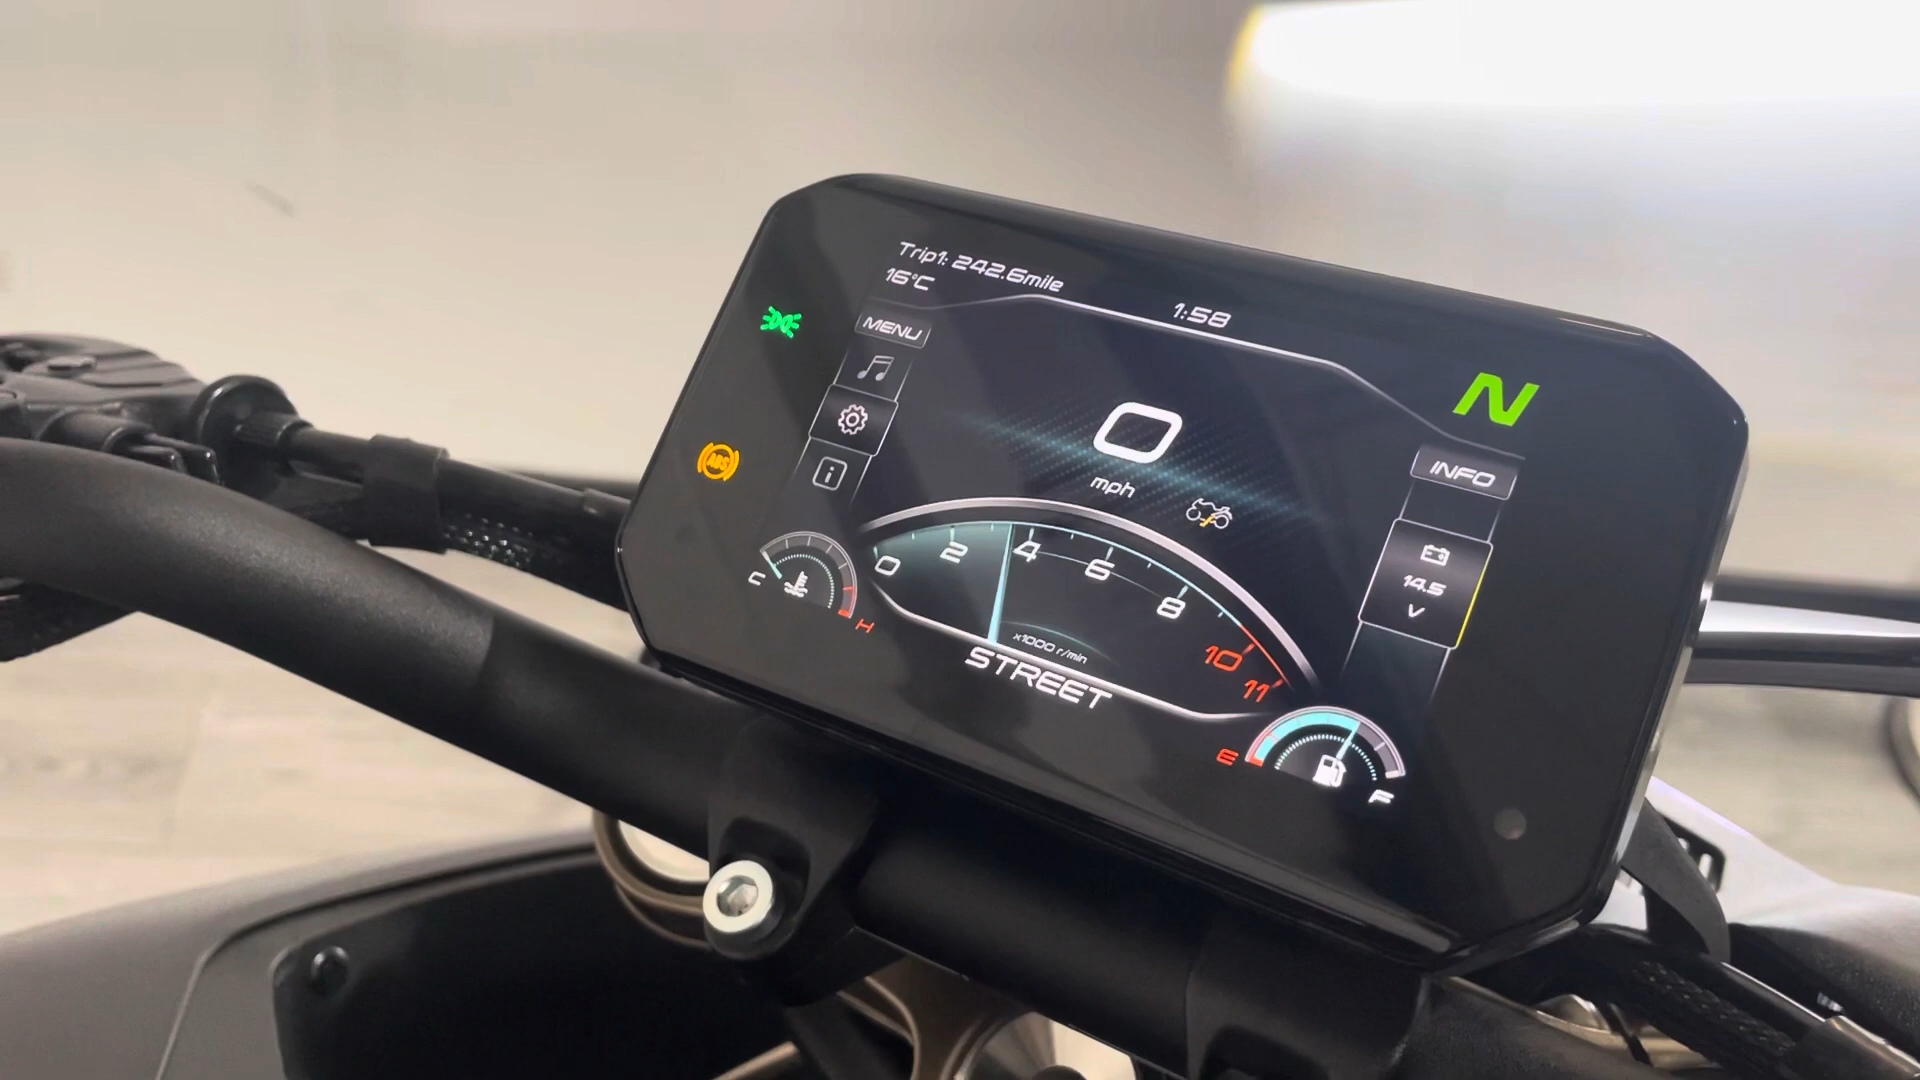 Trip1: 242.6mile
16°C
1:58
MENU
N
ABS
0
mph
INFO
14.5
V
0 2 4 6 8 10 11
x1000 r/min
STREET
C
H
E
F